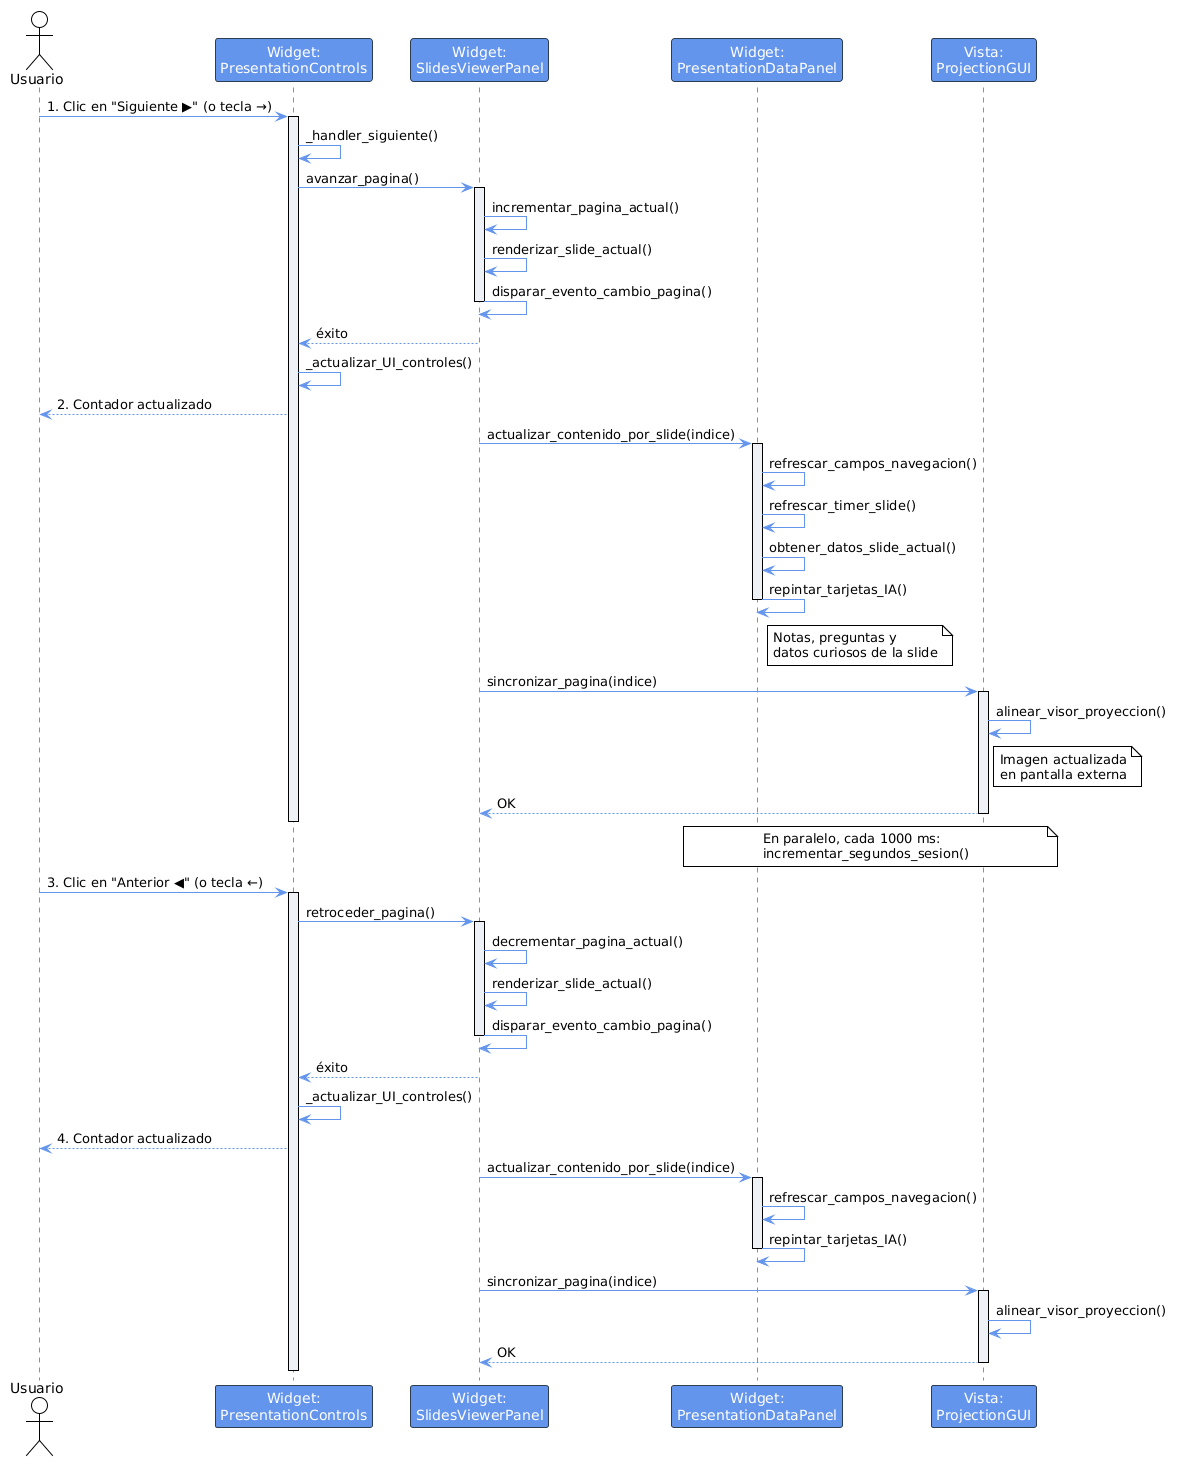 Usuario
Widget:
PresentationControls
Widget:
SlidesViewerPanel
Widget:
PresentationDataPanel
Vista:
ProjectionGUI
1. Clic en "Siguiente ▶" (o tecla →)
_handler_siguiente()
avanzar_pagina()
incrementar_pagina_actual()
renderizar_slide_actual()
disparar_evento_cambio_pagina()
éxito
_actualizar_UI_controles()
2. Contador actualizado
actualizar_contenido_por_slide(indice)
refrescar_campos_navegacion()
refrescar_timer_slide()
obtener_datos_slide_actual()
repintar_tarjetas_IA()
Notas, preguntas y
datos curiosos de la slide
sincronizar_pagina(indice)
alinear_visor_proyeccion()
Imagen actualizada
en pantalla externa
OK
En paralelo, cada 1000 ms:
incrementar_segundos_sesion()
3. Clic en "Anterior ◀" (o tecla ←)
retroceder_pagina()
decrementar_pagina_actual()
renderizar_slide_actual()
disparar_evento_cambio_pagina()
éxito
_actualizar_UI_controles()
4. Contador actualizado
actualizar_contenido_por_slide(indice)
refrescar_campos_navegacion()
repintar_tarjetas_IA()
sincronizar_pagina(indice)
alinear_visor_proyeccion()
OK
Usuario
Widget:
PresentationControls
Widget:
SlidesViewerPanel
Widget:
PresentationDataPanel
Vista:
ProjectionGUI